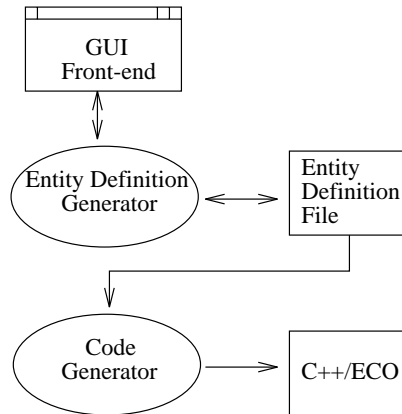 GUI
Front-end
Entity Definition
Generator
Entity
Definition
File
Code
Generator
C++/ECO